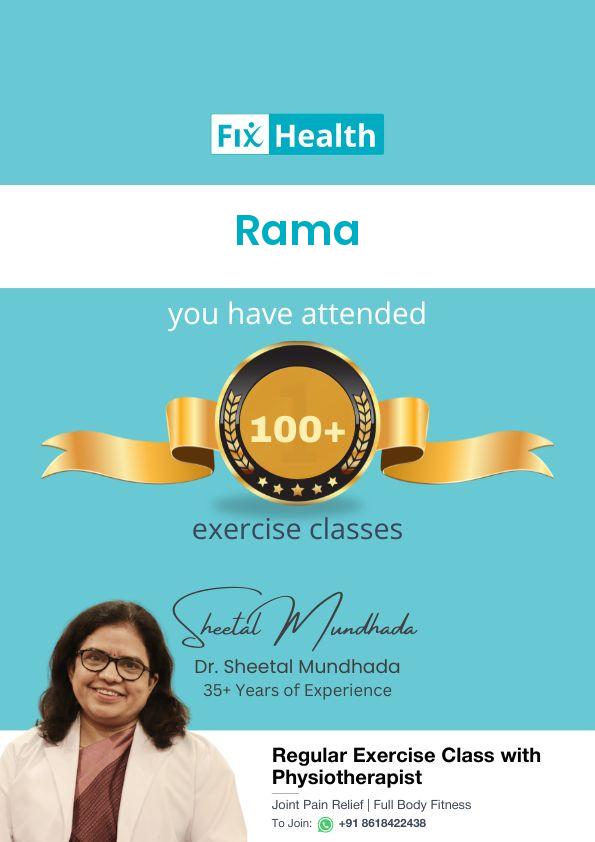 Fix Health
Rama
you have attended
100+
exercise classes
Sheetal Mundhada
Dr. Sheetal Mundhada
35+ Years of Experience
Regular Exercise Class with
Physiotherapist
Joint Pain Relief | Full Body Fitness
To Join: +91 8618422438